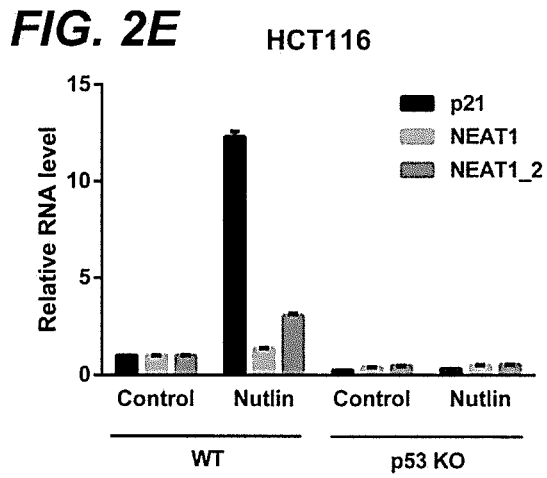 FIG. 2E
HCT116
Relative RNA level
15
10
5
0
p21
NEAT1
NEAT1_2
Control Nutlin Control Nutlin
WT p53 KO